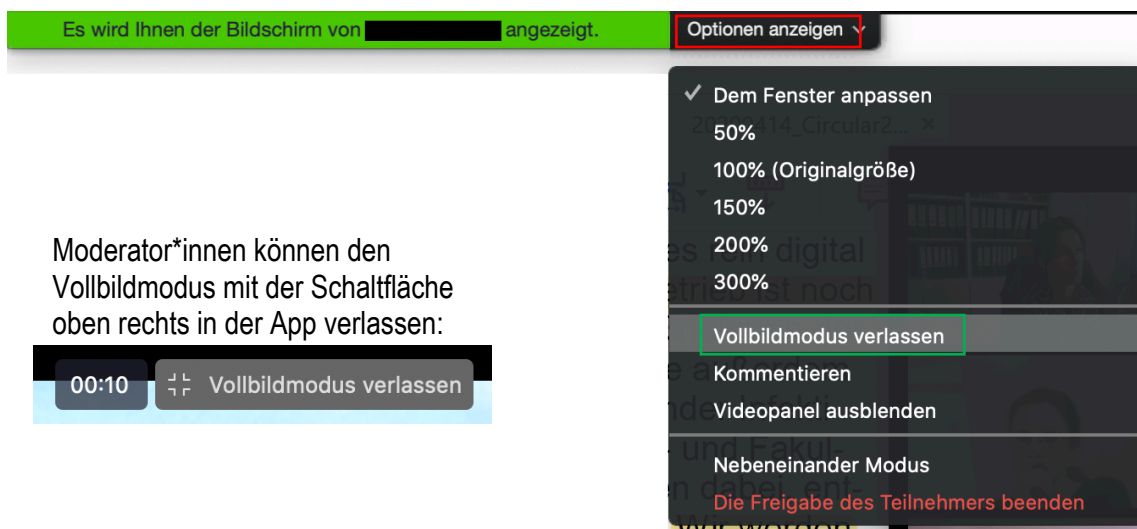 Es wird Ihnen der Bildschirm von angezeigt.
Optionen anzeigen
Dem Fenster anpassen
20200414_Circular2...
50%
100% (Originalgröße)
150%
200%
300%
Vollbildmodus verlassen
Kommentieren
Videopanel ausblenden
Nebeneinander Modus
Die Freigabe des Teilnehmers beenden
Moderator*innen können den
Vollbildmodus mit der Schaltfläche
oben rechts in der App verlassen:
00:10 Vollbildmodus verlassen